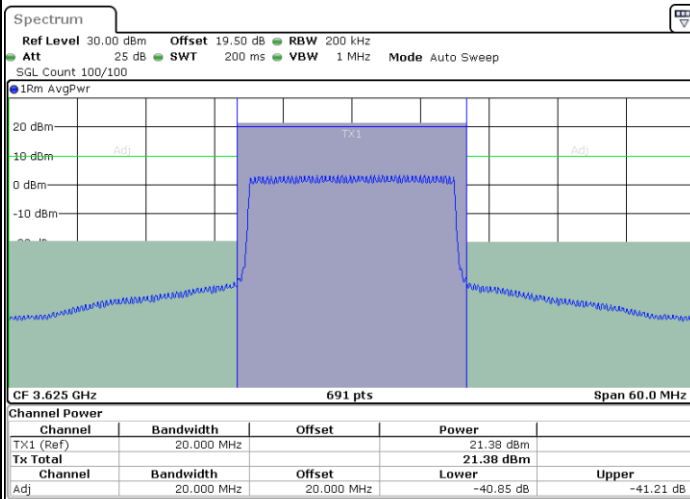 Spectrum
Ref Level 30.00 dBm Offset 19.50 dB RBW 200 kHz
Att 25 dB SWT 200 ms VBW 1 MHz Mode Auto Sweep
SGL Count 100/100
1Rm AvgPwr
20 dBm
TX1
10 dBm Adj Adj
0 dBm
-10 dBm
CF 3.625 GHz 691 pts Span 60.0 MHz
Channel Power
Channel Bandwidth Offset Power
TX1 (Ref) 20.000 MHz 21.38 dBm
Tx Total 21.38 dBm
Channel Bandwidth Offset Lower Upper
Adj 20.000 MHz 20.000 MHz -40.85 dB -41.21 dB